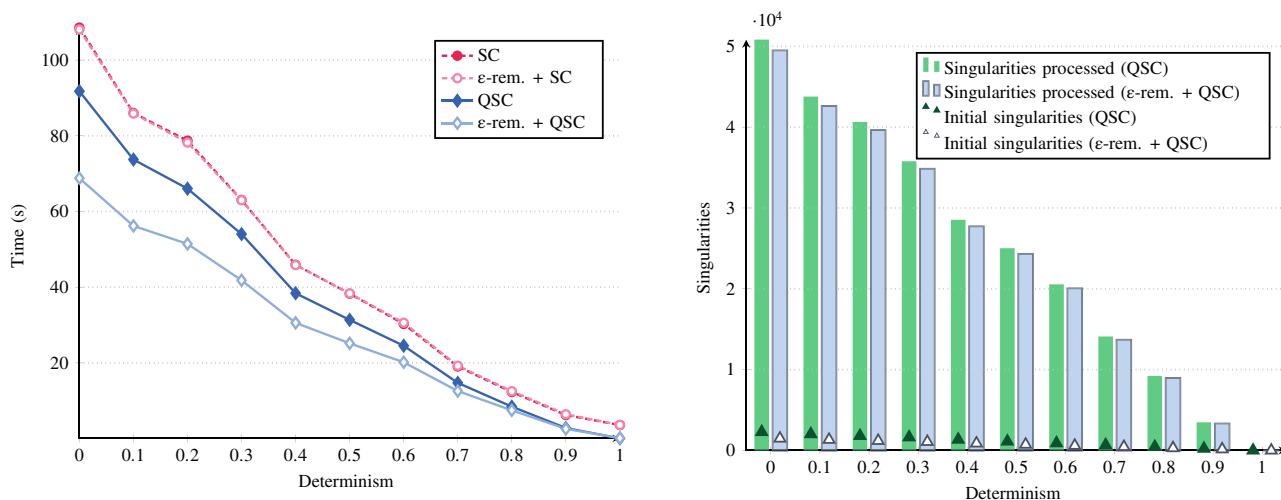 100
80
60
40
20
0 0.1 0.2 0.3 0.4 0.5 0.6 0.7 0.8 0.9 1
Determinism
Time (s)
SC
ε-rem. + SC
QSC
ε-rem. + QSC
·10⁴
5
4
3
2
1
0
0 0.1 0.2 0.3 0.4 0.5 0.6 0.7 0.8 0.9 1
Determinism
Singularities
Singularities processed (QSC)
Singularities processed (ε-rem. + QSC)
Initial singularities (QSC)
Initial singularities (ε-rem. + QSC)